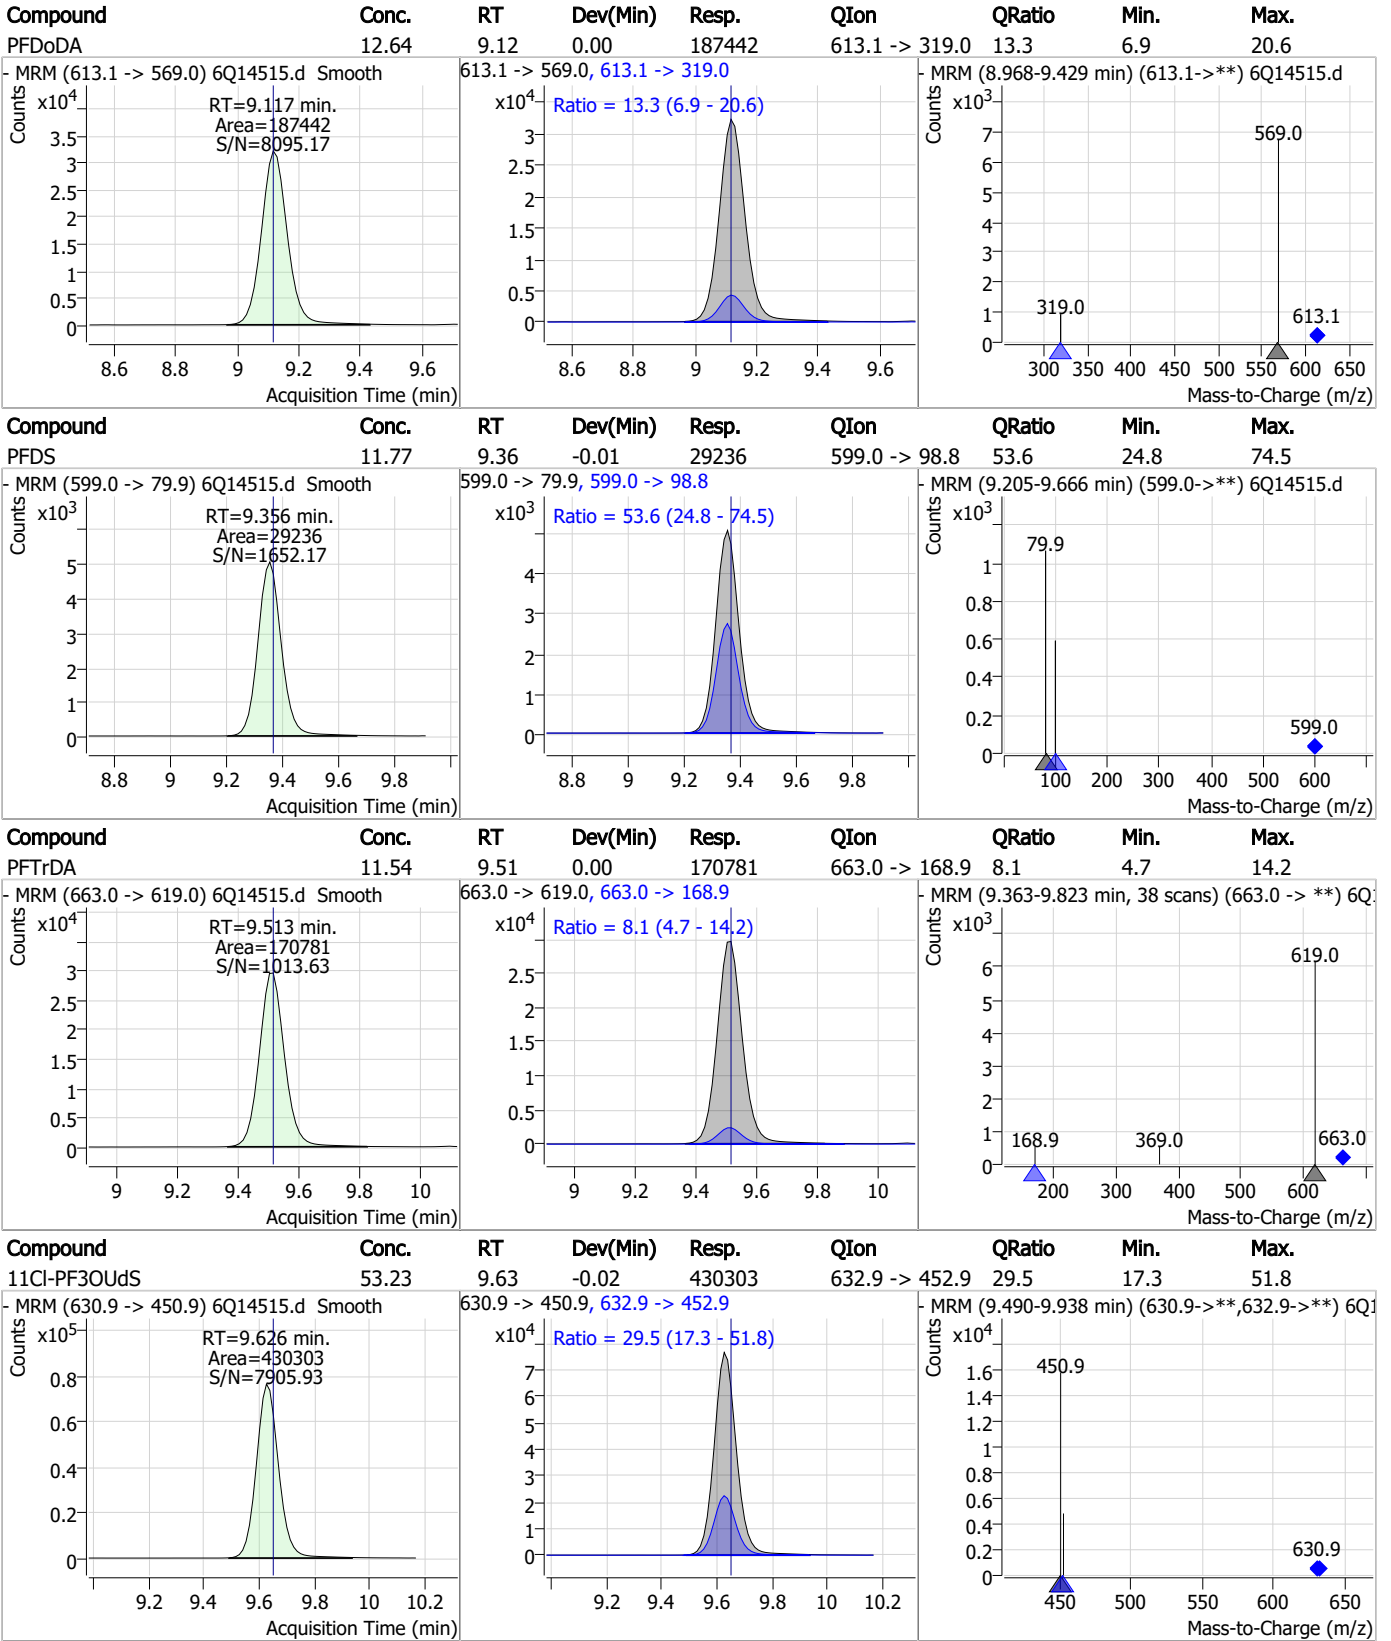 Compound Conc. RT Dev(Min) Resp. QIon QRatio Min. Max.
PFDoDA 12.64 9.12 0.00 187442 613.1 -> 319.0 13.3 6.9 20.6
- MRM (613.1 -> 569.0) 6Q14515.d Smooth
Counts
x10^4
RT=9.117 min.
Area=187442
S/N=8095.17
3.5
3
2.5
2
1.5
1
0.5
0
8.6 8.8 9 9.2 9.4 9.6
Acquisition Time (min)
613.1 -> 569.0, 613.1 -> 319.0
x10^4
Ratio = 13.3 (6.9 - 20.6)
3
2.5
2
1.5
1
0.5
0
8.6 8.8 9 9.2 9.4 9.6
- MRM (8.968-9.429 min) (613.1->**) 6Q14515.d
Counts
x10^3
7
6
5
4
3
2
1
0
569.0
319.0
613.1
300 350 400 450 500 550 600 650
Mass-to-Charge (m/z)
Compound Conc. RT Dev(Min) Resp. QIon QRatio Min. Max.
PFDS 11.77 9.36 -0.01 29236 599.0 -> 98.8 53.6 24.8 74.5
- MRM (599.0 -> 79.9) 6Q14515.d Smooth
Counts
x10^3
RT=9.356 min.
Area=29236
S/N=1652.17
5
4
3
2
1
0
8.8 9 9.2 9.4 9.6 9.8
Acquisition Time (min)
599.0 -> 79.9, 599.0 -> 98.8
x10^3
Ratio = 53.6 (24.8 - 74.5)
4
3
2
1
0
8.8 9 9.2 9.4 9.6 9.8
- MRM (9.205-9.666 min) (599.0->**) 6Q14515.d
Counts
x10^3
1
0.8
0.6
0.4
0.2
0
79.9
599.0
100 200 300 400 500 600
Mass-to-Charge (m/z)
Compound Conc. RT Dev(Min) Resp. QIon QRatio Min. Max.
PFTrDA 11.54 9.51 0.00 170781 663.0 -> 168.9 8.1 4.7 14.2
- MRM (663.0 -> 619.0) 6Q14515.d Smooth
Counts
x10^4
RT=9.513 min.
Area=170781
S/N=1013.63
3
2.5
2
1.5
1
0.5
0
9 9.2 9.4 9.6 9.8 10
Acquisition Time (min)
663.0 -> 619.0, 663.0 -> 168.9
x10^4
Ratio = 8.1 (4.7 - 14.2)
2.5
2
1.5
1
0.5
0
9 9.2 9.4 9.6 9.8 10
- MRM (9.363-9.823 min, 38 scans) (663.0 -> **) 6Q1
Counts
x10^3
6
5
4
3
2
1
0
619.0
168.9
369.0
663.0
200 300 400 500 600
Mass-to-Charge (m/z)
Compound Conc. RT Dev(Min) Resp. QIon QRatio Min. Max.
11Cl-PF3OUdS 53.23 9.63 -0.02 430303 632.9 -> 452.9 29.5 17.3 51.8
- MRM (630.9 -> 450.9) 6Q14515.d Smooth
Counts
x10^5
RT=9.626 min.
Area=430303
S/N=7905.93
0.8
0.6
0.4
0.2
0
9.2 9.4 9.6 9.8 10 10.2
Acquisition Time (min)
630.9 -> 450.9, 632.9 -> 452.9
x10^4
Ratio = 29.5 (17.3 - 51.8)
7
6
5
4
3
2
1
0
9.2 9.4 9.6 9.8 10 10.2
- MRM (9.490-9.938 min) (630.9->**,632.9->**) 6Q1
Counts
x10^4
1.6
1.4
1.2
1
0.8
0.6
0.4
0.2
0
450.9
630.9
450 500 550 600 650
Mass-to-Charge (m/z)